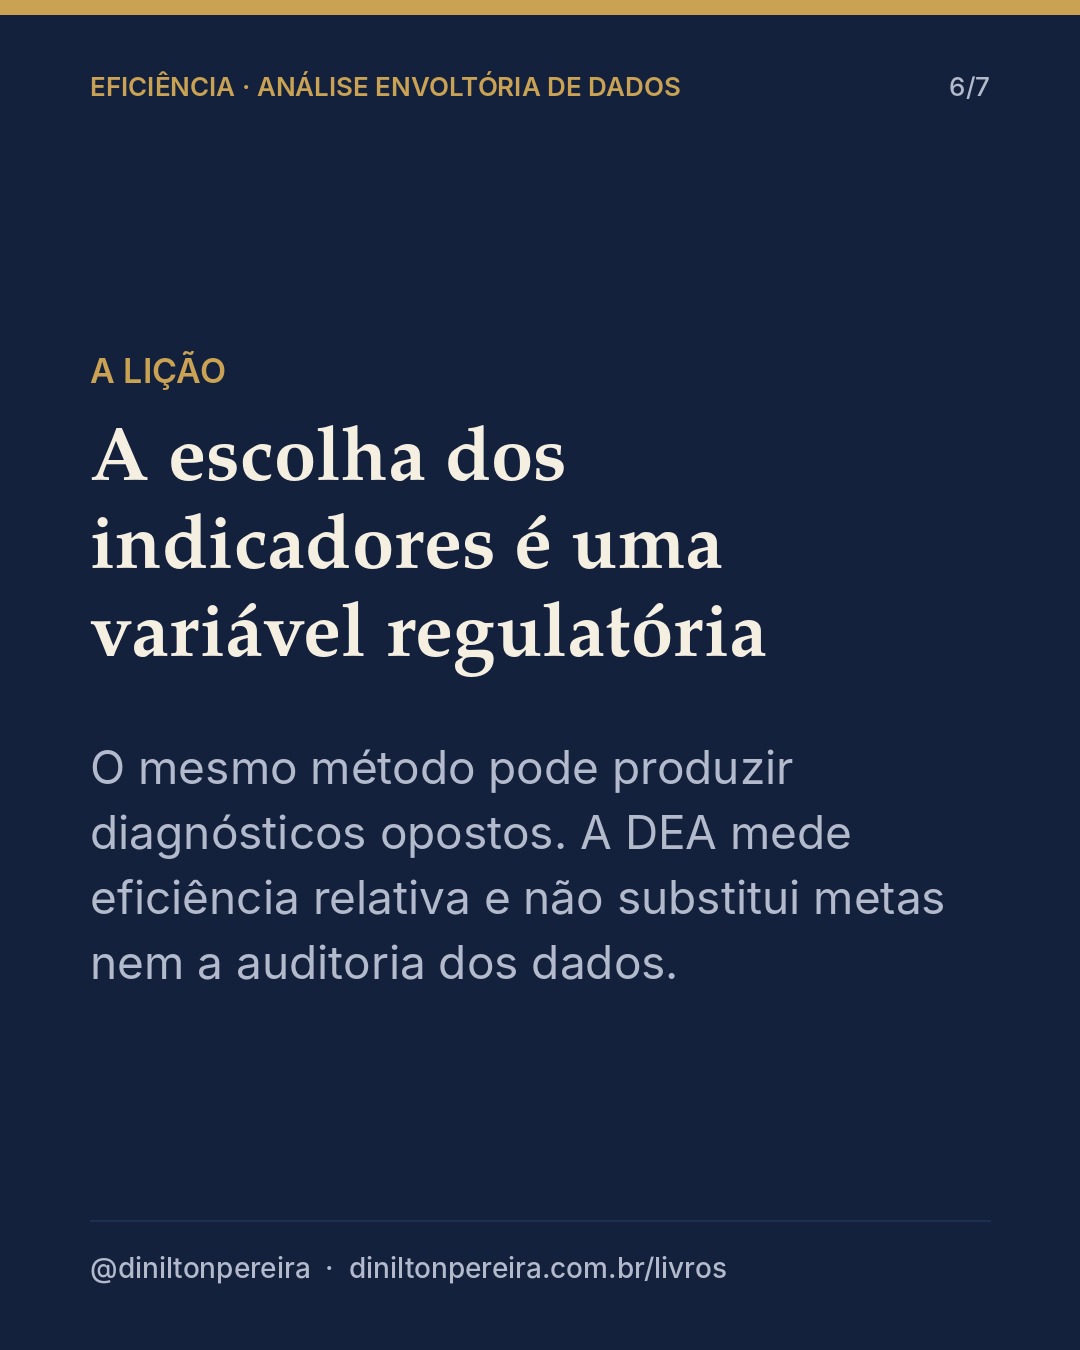 EFICIÊNCIA · ANÁLISE ENVOLTÓRIA DE DADOS
6/7
A LIÇÃO
A escolha dos
indicadores é uma
variável regulatória
O mesmo método pode produzir
diagnósticos opostos. A DEA mede
eficiência relativa e não substitui metas
nem a auditoria dos dados.
@diniltonpereira · diniltonpereira.com.br/livros